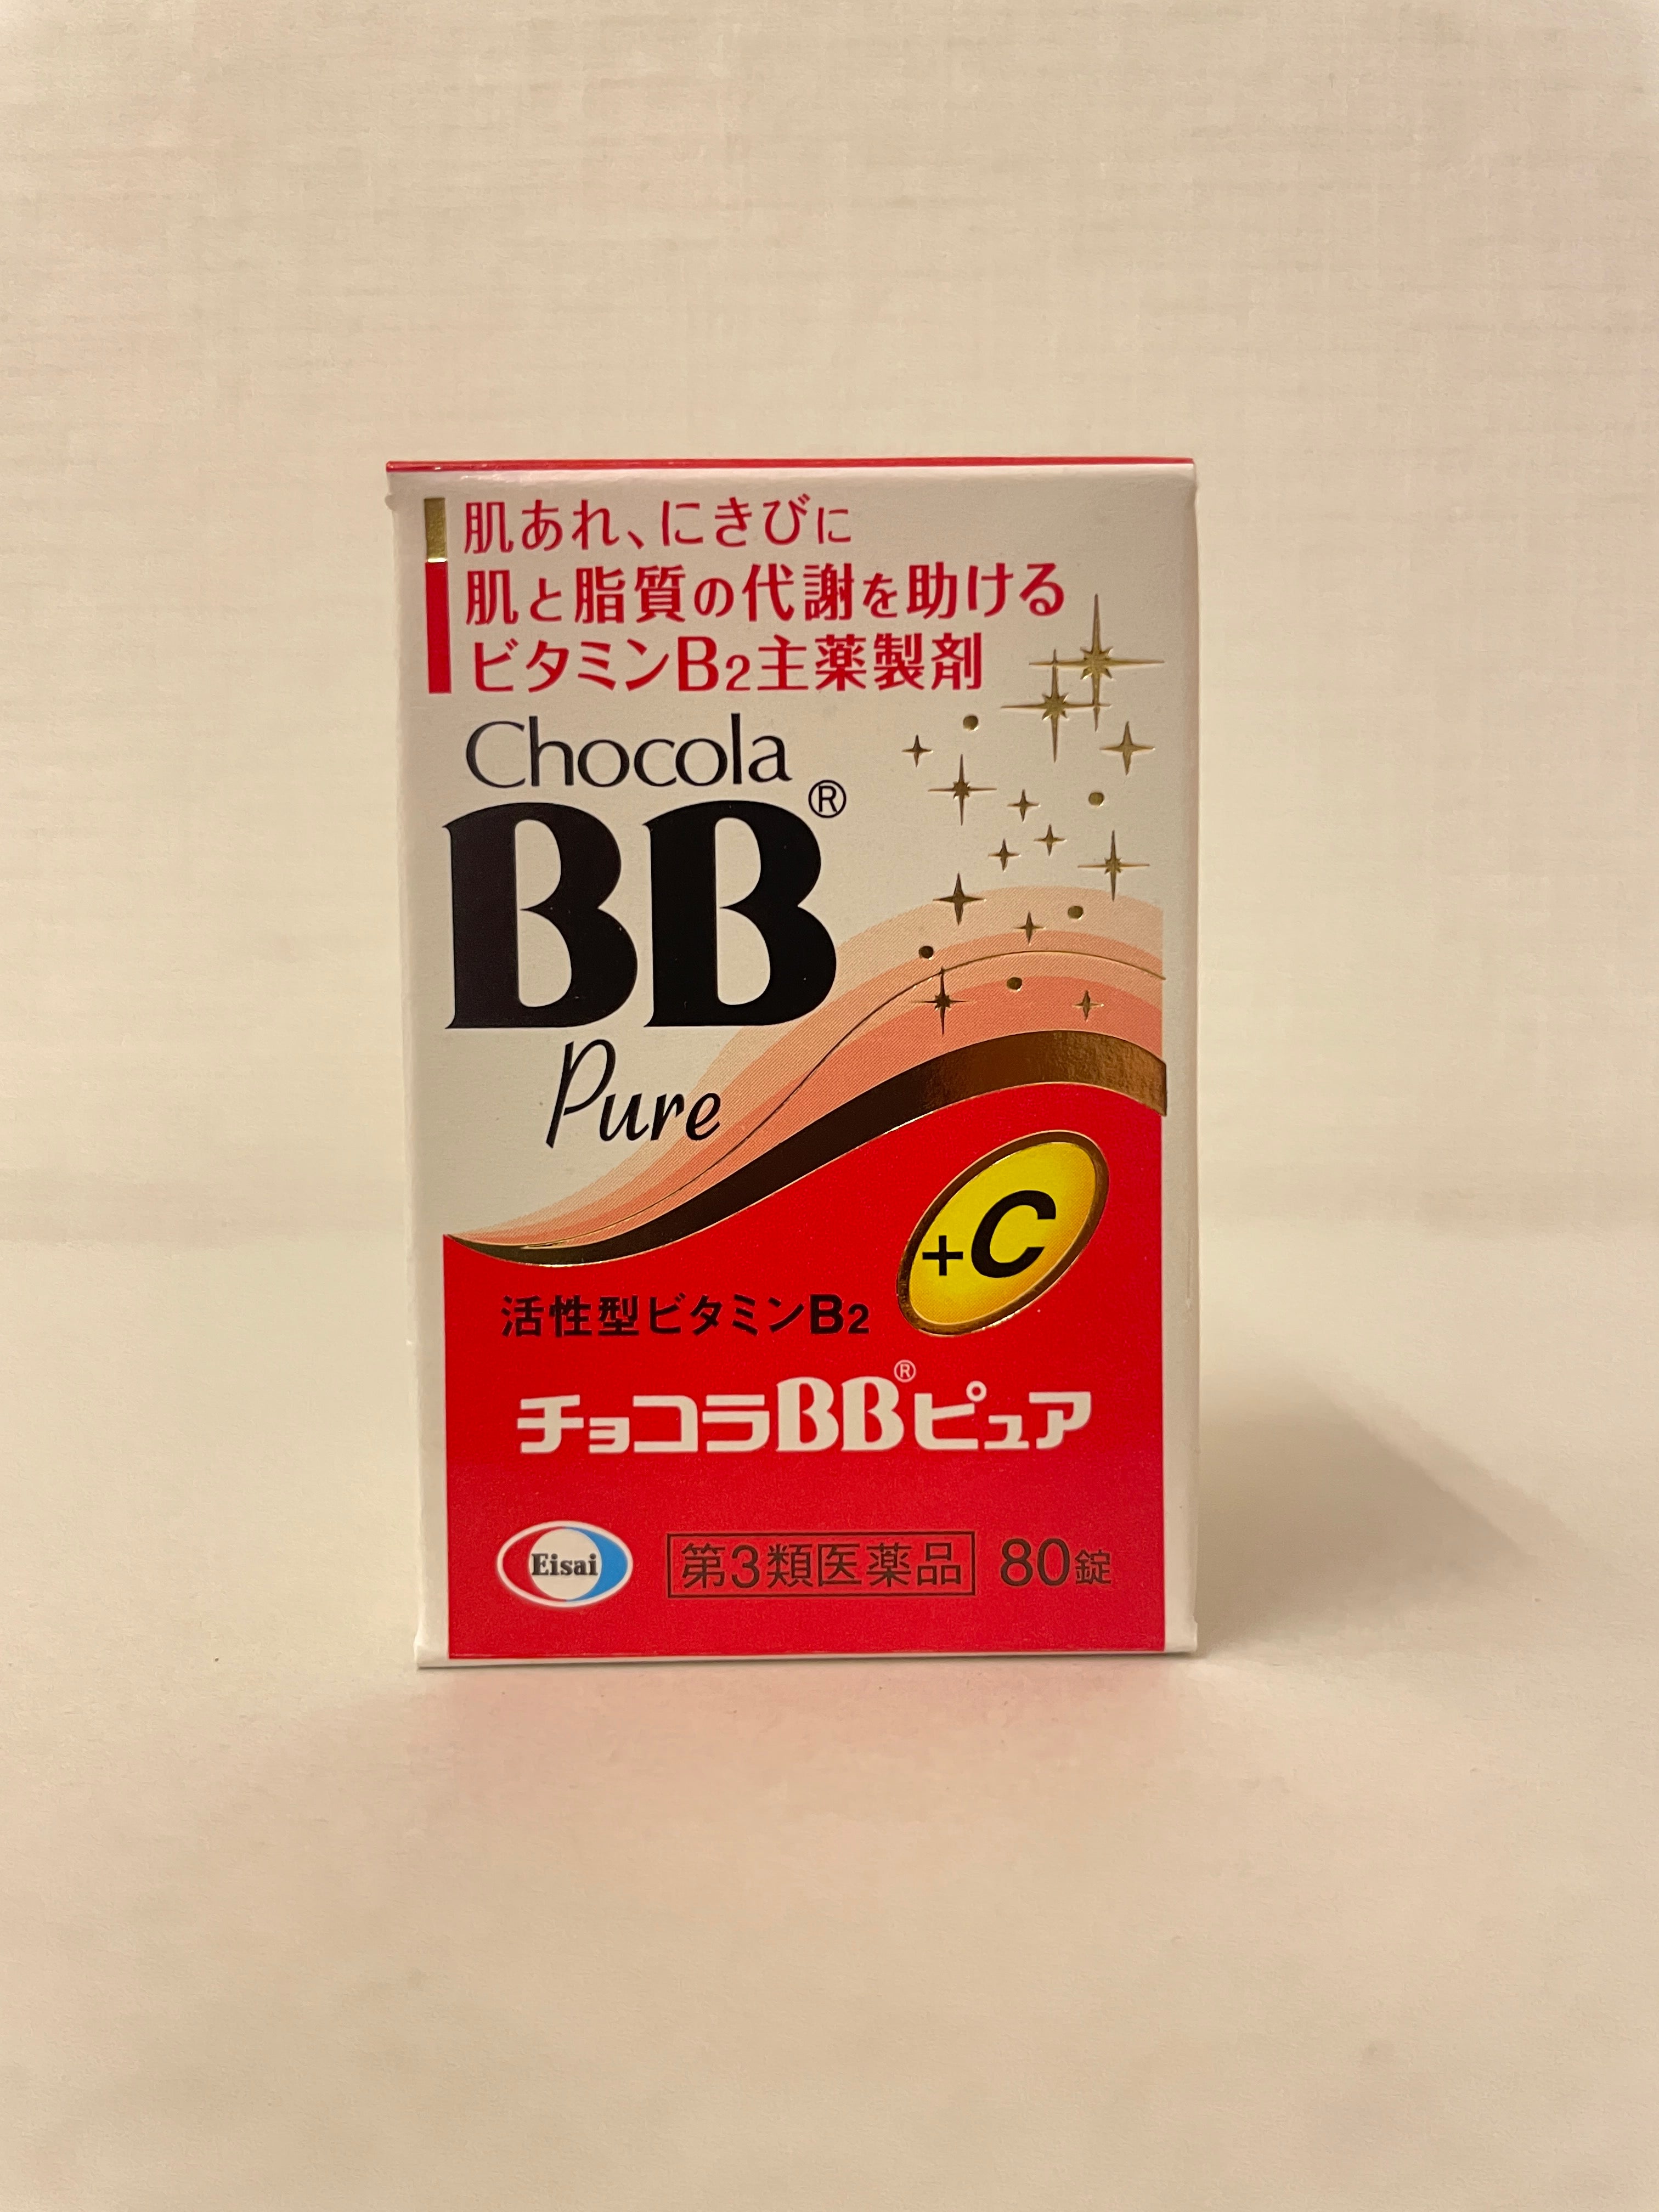 肌あれ、にきびに
肌と脂質の代謝を助ける
ビタミンB2主薬製剤
Chocola
BB®
Pure
+C
活性型ビタミンB2
チョコラBB®ピュア
Eisai 第3類医薬品 80錠